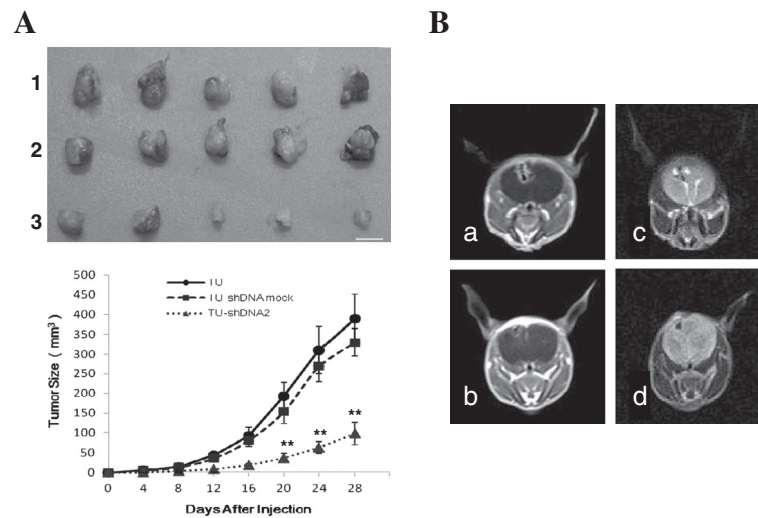 A
B
1
2
3
a
c
b
d
500
450
400
350
300
250
200
150
100
50
0
Tumor Size ( mm³ )
TU
TU-shDNA mock
TU-shDNA2
**
**
**
0 4 8 12 16 20 24 28
Days After Injection